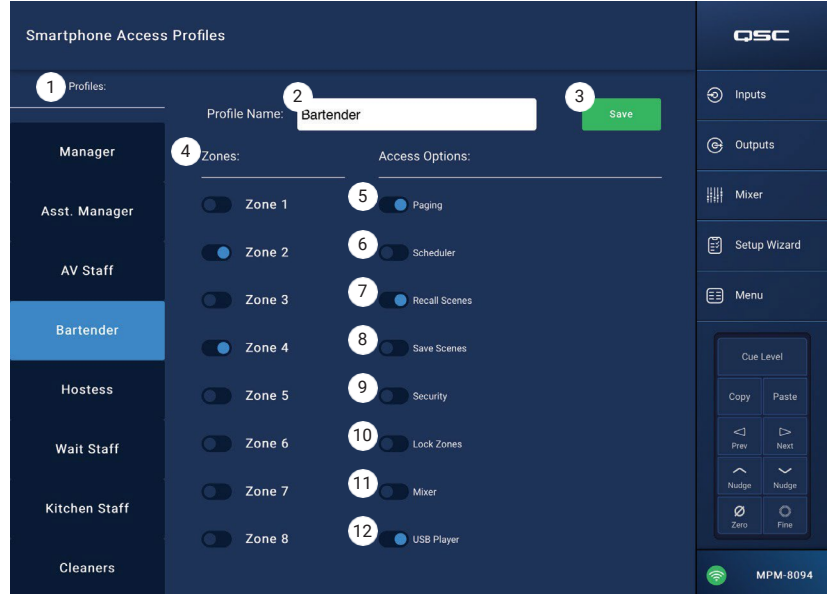 Smartphone Access Profiles
QSC
1 Profiles:
2
3
Profile Name: Bartender
Save
Manager
Asst. Manager
AV Staff
Bartender
Hostess
Wait Staff
Kitchen Staff
Cleaners
4 Zones:
Zone 1
Zone 2
Zone 3
Zone 4
Zone 5
Zone 6
Zone 7
Zone 8
Access Options:
5 Paging
6 Scheduler
7 Recall Scenes
8 Save Scenes
9 Security
10 Lock Zones
11 Mixer
12 USB Player
Inputs
Outputs
Mixer
Setup Wizard
Menu
Cue Level
Copy Paste
Prev Next
Nudge Nudge
Zero Fine
MPM-8094